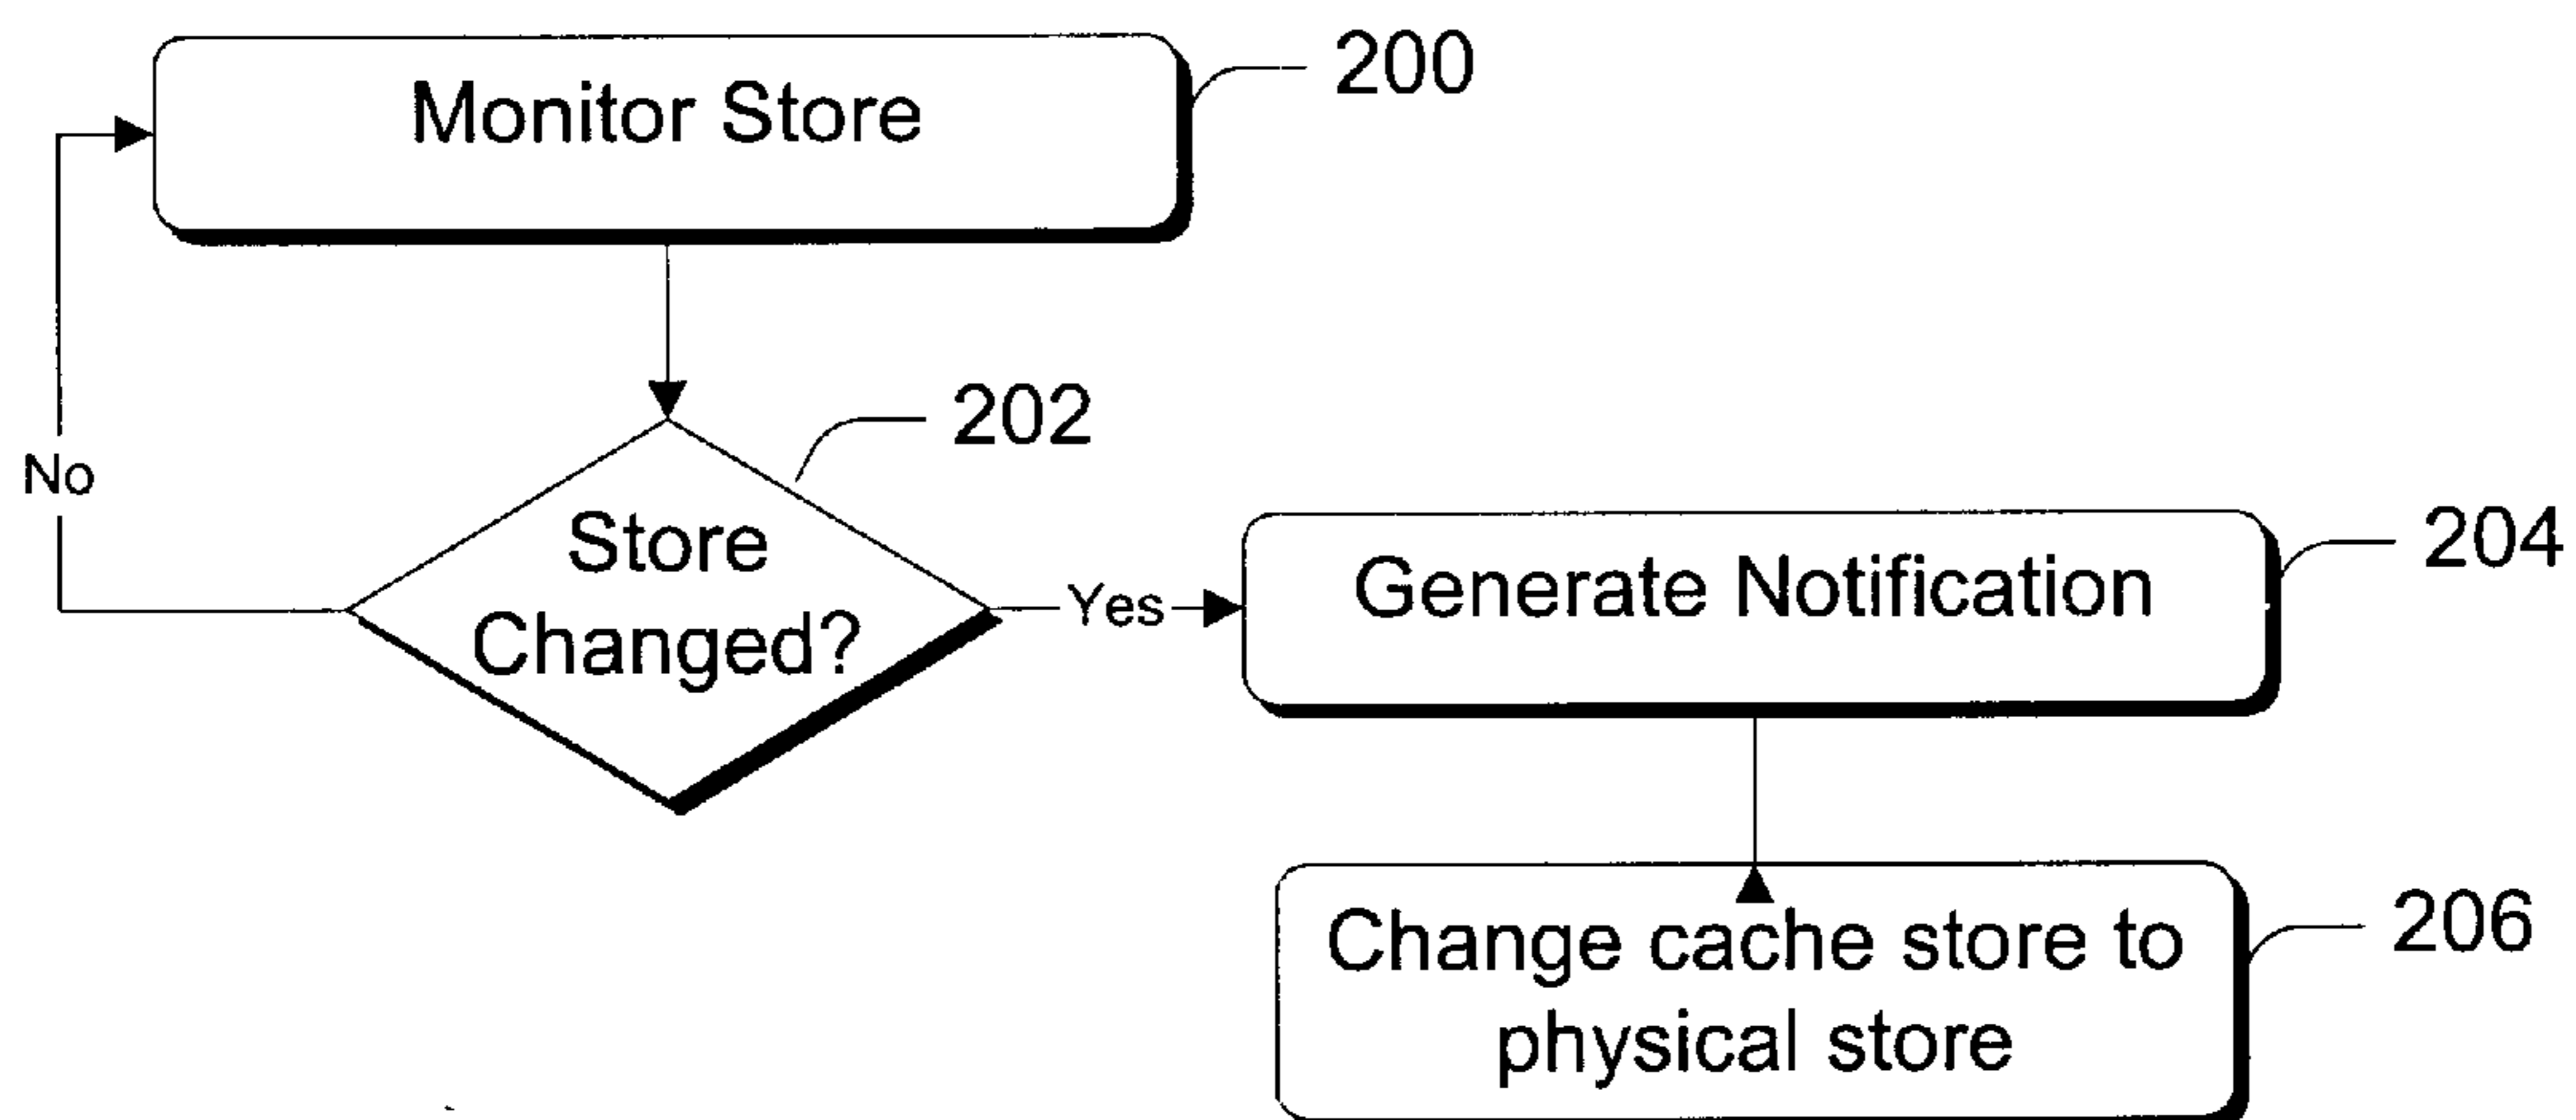 Monitor Store
200
202
No
Store
Changed?
Yes
Generate Notification
204
Change cache store to
physical store
206